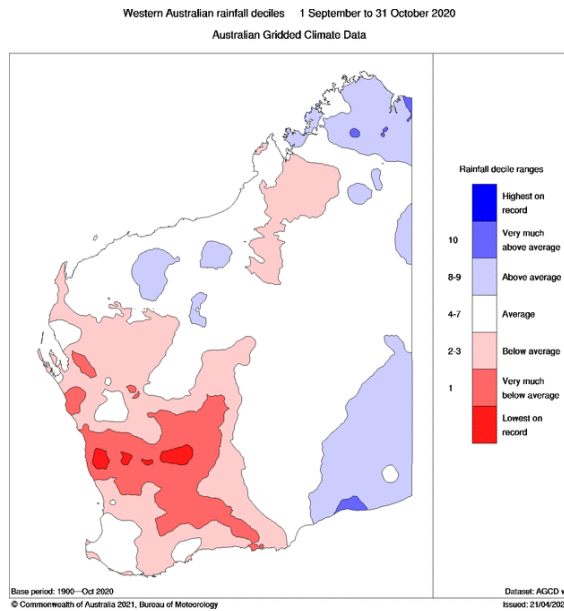 Western Australian rainfall deciles 1 September to 31 October 2020
Australian Gridded Climate Data
Rainfall decile ranges
Highest on
record
10
Very much
above average
8-9
Above average
4-7
Average
2-3
Below average
1
Very much
below average
Lowest on
record
Base period: 1900—Oct 2020
Dataset: AGCD v
© Commonwealth of Australia 2021, Bureau of Meteorology
Issued: 21/04/202